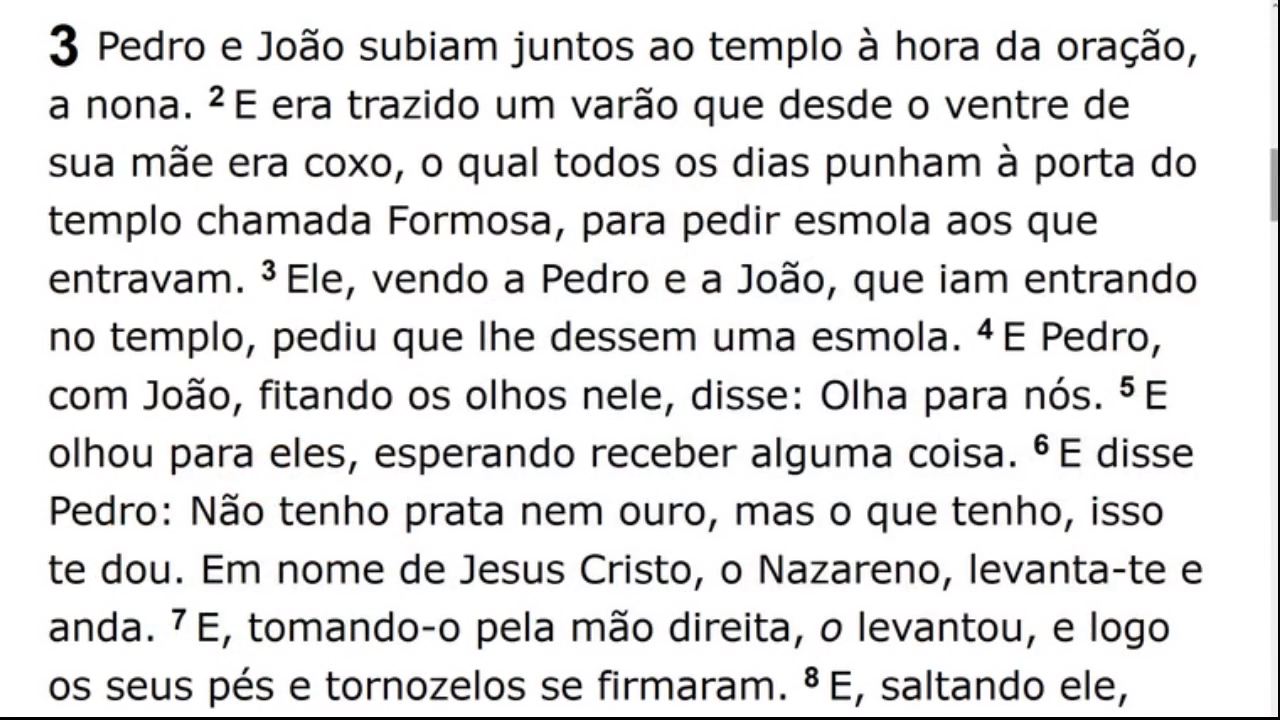 3 Pedro e João subiam juntos ao templo à hora da oração,
a nona. 2 E era trazido um varão que desde o ventre de
sua mãe era coxo, o qual todos os dias punham à porta do
templo chamada Formosa, para pedir esmola aos que
entravam. 3 Ele, vendo a Pedro e a João, que iam entrando
no templo, pediu que lhe dessem uma esmola. 4 E Pedro,
com João, fitando os olhos nele, disse: Olha para nós. 5 E
olhou para eles, esperando receber alguma coisa. 6 E disse
Pedro: Não tenho prata nem ouro, mas o que tenho, isso
te dou. Em nome de Jesus Cristo, o Nazareno, levanta-te e
anda. 7 E, tomando-o pela mão direita, o levantou, e logo
os seus pés e tornozelos se firmaram. 8 E, saltando ele,